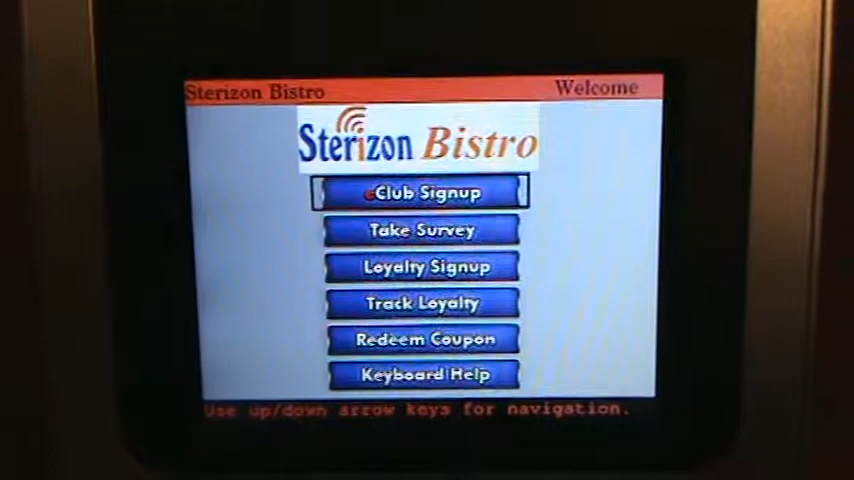 Sterizon Bistro Welcome
Sterizon Bistro
eClub Signup
Take Survey
Loyalty Signup
Track Loyalty
Redeem Coupon
Keyboard Help
Use up/down arrow keys for navigation.